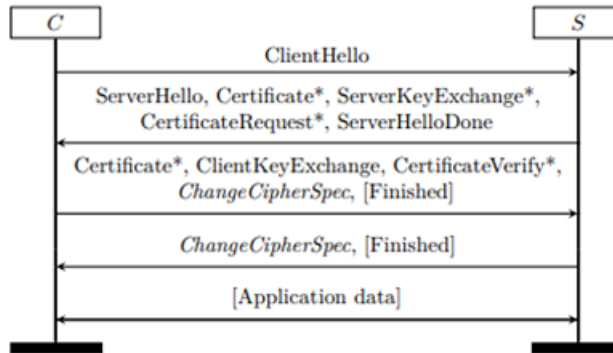 C S
ClientHello
ServerHello, Certificate*, ServerKeyExchange*,
CertificateRequest*, ServerHelloDone
Certificate*, ClientKeyExchange, CertificateVerify*,
ChangeCipherSpec, [Finished]
ChangeCipherSpec, [Finished]
[Application data]